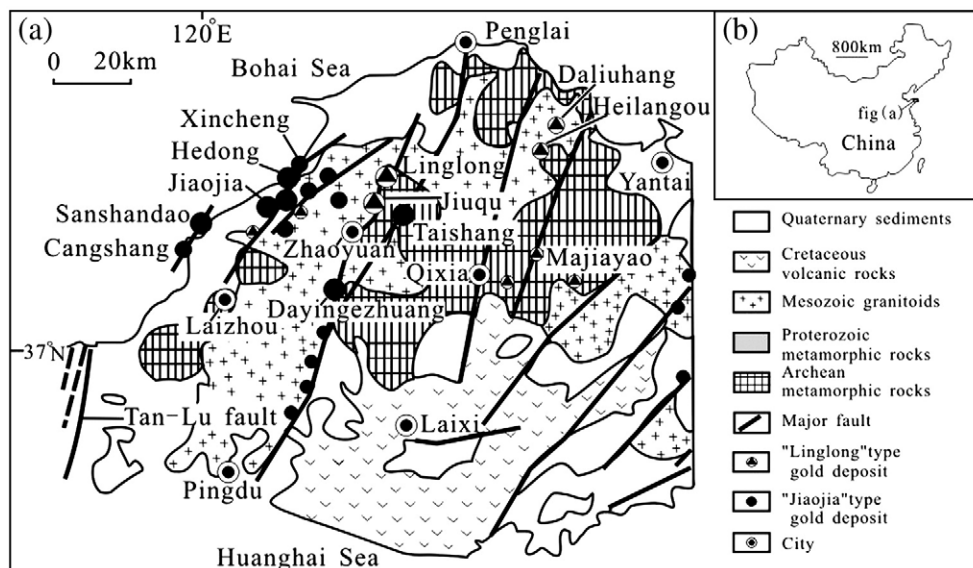 (a)
120°E
0 20km
Bohai Sea
Penglai
Daliuhang
Heilangou
Xincheng
Hedong
Jiaojia
Linglong
Yantai
Jiuqu
Sanshandao
Taishang
Cangshang
Zhaoyuan
Majiayao
Qixia
Laizhou
Dayingezhuang
37°N
Tan-Lu fault
Laixi
Pingdu
Huanghai Sea
(b)
800km
fig(a)
China
Quaternary sediments
Cretaceous
volcanic rocks
Mesozoic granitoids
Proterozoic
metamorphic rocks
Archean
metamorphic rocks
Major fault
"Linglong"type
gold deposit
"Jiaojia"type
gold deposit
City